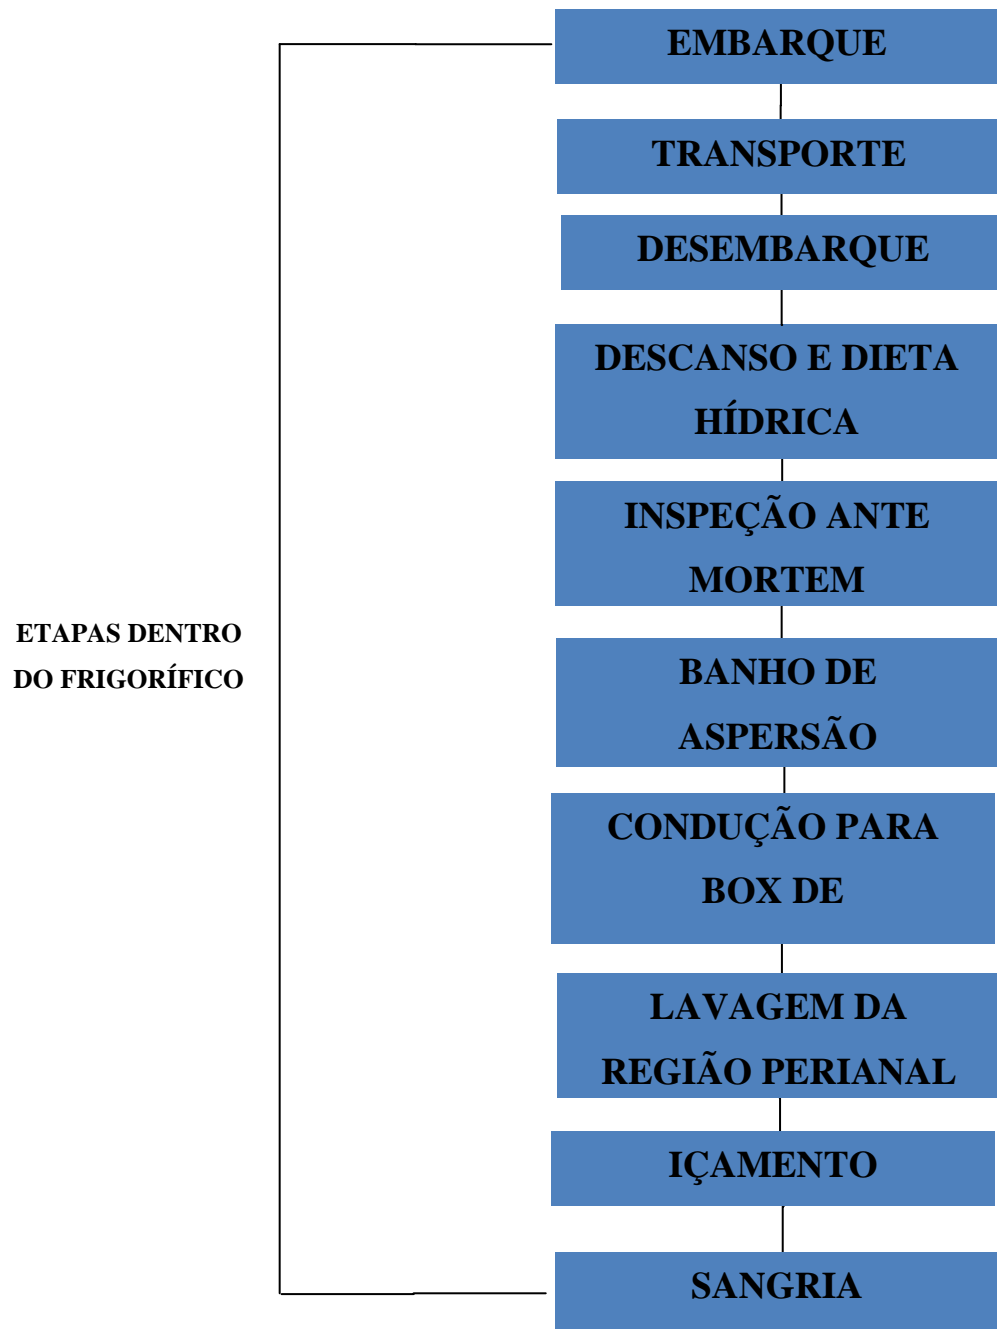 EMBARQUE
TRANSPORTE
DESEMBARQUE
DESCANSO E DIETA
HÍDRICA
INSPEÇÃO ANTE
MORTEM
ETAPAS DENTRO
DO FRIGORÍFICO
BANHO DE
ASPERSÃO
CONDUÇÃO PARA
BOX DE
LAVAGEM DA
REGIÃO PERIANAL
IÇAMENTO
SANGRIA